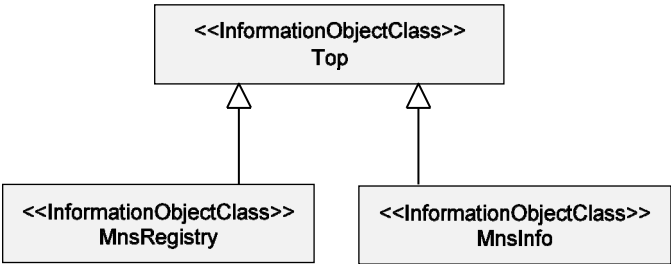 <<InformationObjectClass>>
Top
<<InformationObjectClass>>
MnsRegistry
<<InformationObjectClass>>
MnsInfo